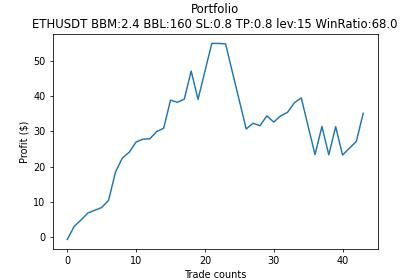 Portfolio
ETHUSDT BBM:2.4 BBL:160 SL:0.8 TP:0.8 lev:15 WinRatio:68.0
Profit ($)
50
40
30
20
10
0
0
10
20
30
40
Trade counts